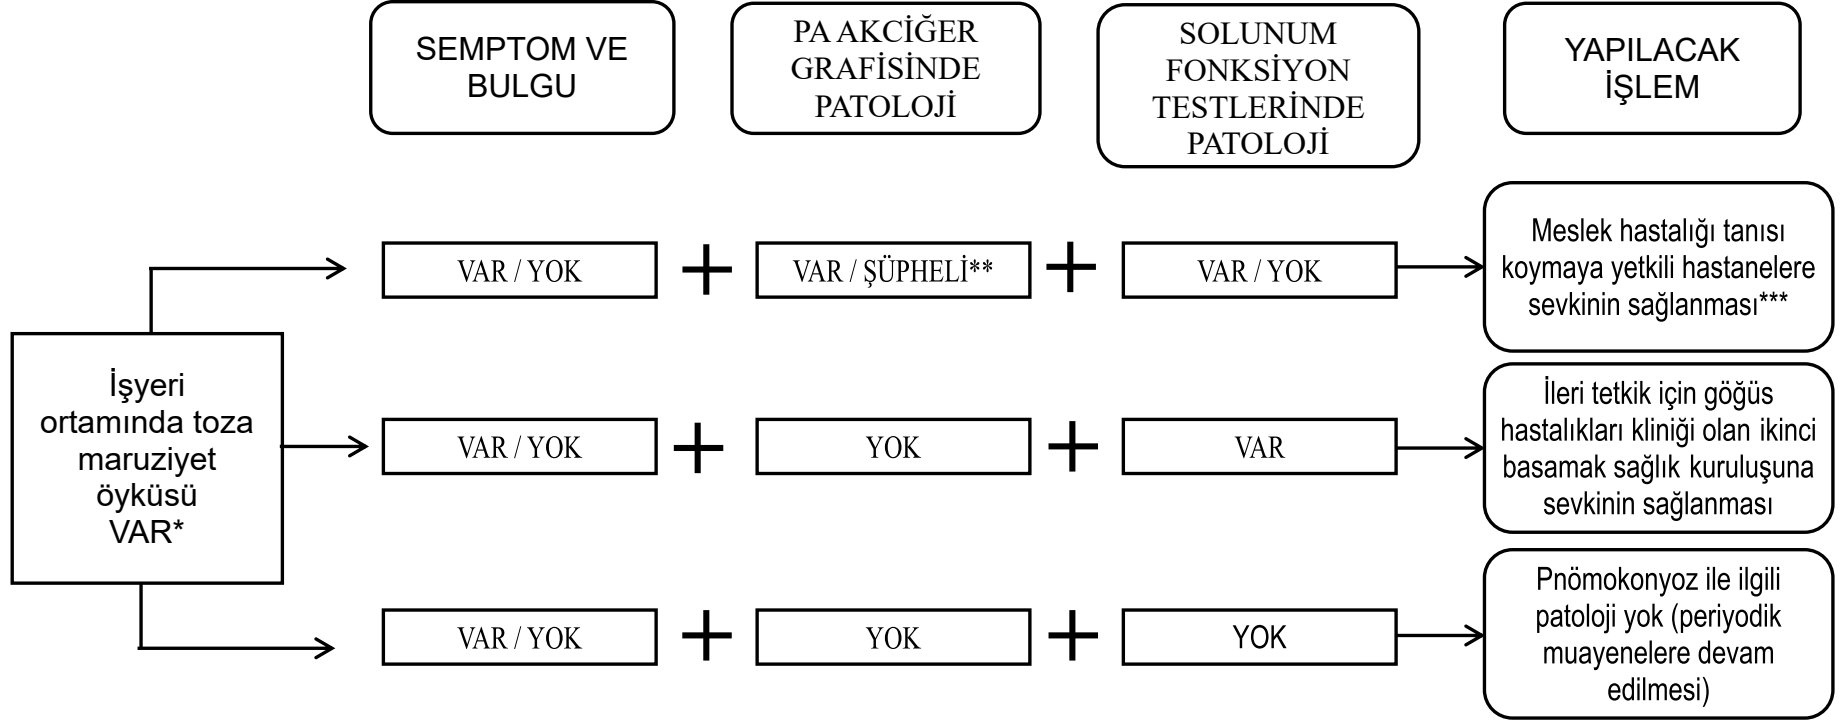 SEMPTOM VE
BULGU
PA AKCİĞER
GRAFİSİNDE
PATOLOJİ
SOLUNUM
FONKSİYON
TESTLERİNDE
PATOLOJİ
YAPILACAK
İŞLEM
İşyeri
ortamında toza
maruziyet
öyküsü
VAR*
VAR / YOK
+
VAR / ŞÜPHELİ**
+
VAR / YOK
Meslek hastalığı tanısı
koymaya yetkili hastanelere
sevkinin sağlanması***
VAR / YOK
+
YOK
+
VAR
İleri tetkik için göğüs
hastalıkları kliniği olan ikinci
basamak sağlık kuruluşuna
sevkinin sağlanması
VAR / YOK
+
YOK
+
YOK
Pnömokonyoz ile ilgili
patoloji yok (periyodik
muayenelere devam
edilmesi)